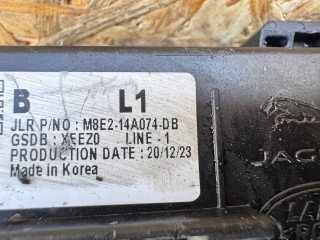 B L1
JLR P/NO : M8E2-14A074-DB
GSDB : XEEZ0 LINE - 1
PRODUCTION DATE : 20/12/23
Made in Korea
JAG
LAN